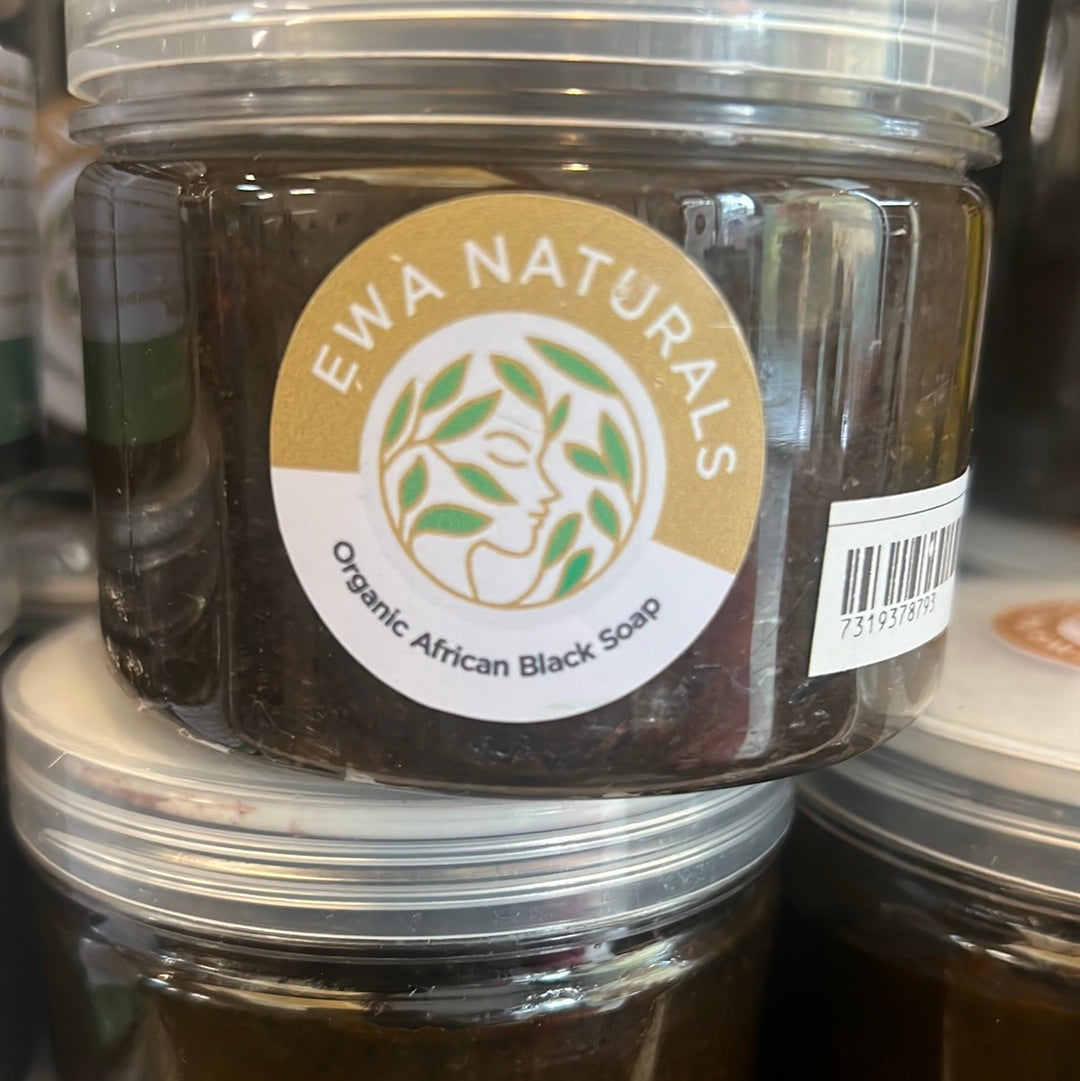 ẸWÀ NATURALS
Organic African Black Soap
7319378793